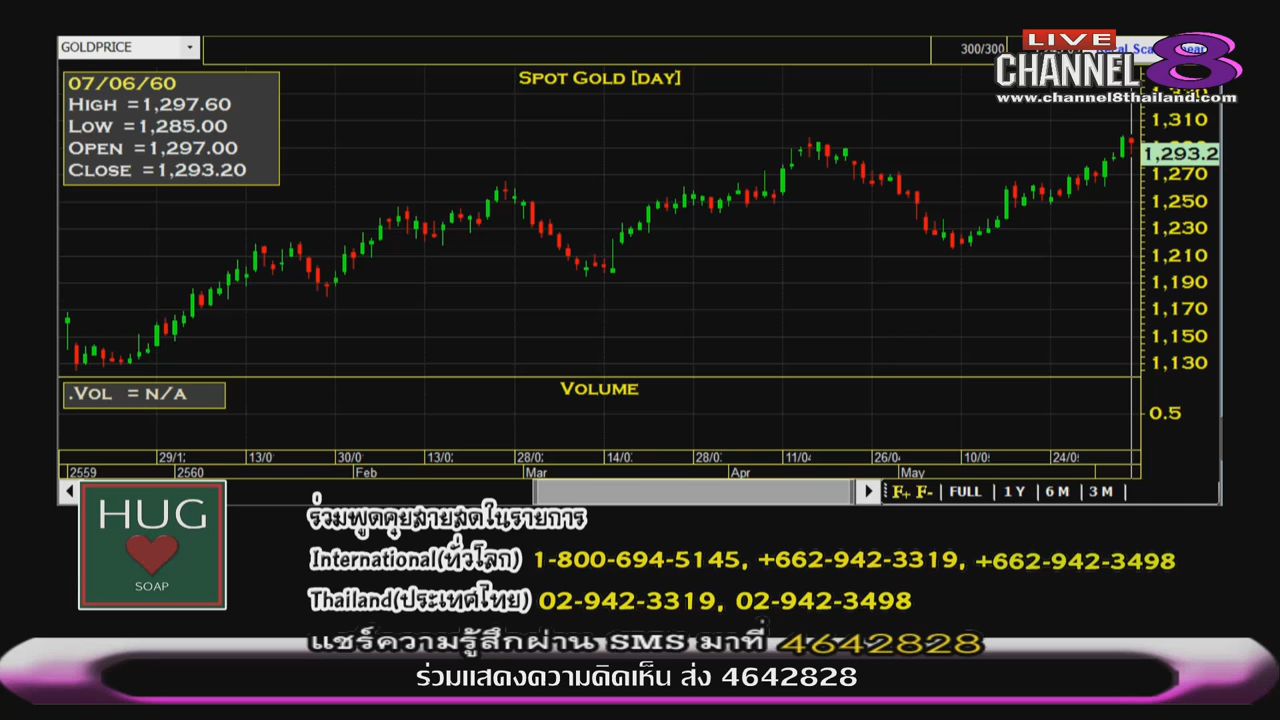 GOLDPRICE
300/300
LIVE
CHANNEL 8
www.channel8thailand.com
SPOT GOLD [DAY]
07/06/60
HIGH =1,297.60
LOW =1,285.00
OPEN =1,297.00
CLOSE =1,293.20
1,310
1,293.2
1,270
1,250
1,230
1,210
1,190
1,170
1,150
1,130
.VOL = N/A
VOLUME
0.5
29/1 13/0 30/0 13/0 28/0 14/0 28/0 11/0 26/0 10/0 24/0
2559 2560 Feb Mar Apr May
F+ F- FULL 1 Y 6 M 3 M
HUG
SOAP
ร่วมพูดคุยสายสดในรายการ
International(ทั่วโลก) 1-800-694-5145, +662-942-3319, +662-942-3498
Thailand(ประเทศไทย) 02-942-3319, 02-942-3498
แชร์ความรู้สึกผ่าน SMS มาที่ 4642828
ร่วมแสดงความคิดเห็น ส่ง 4642828